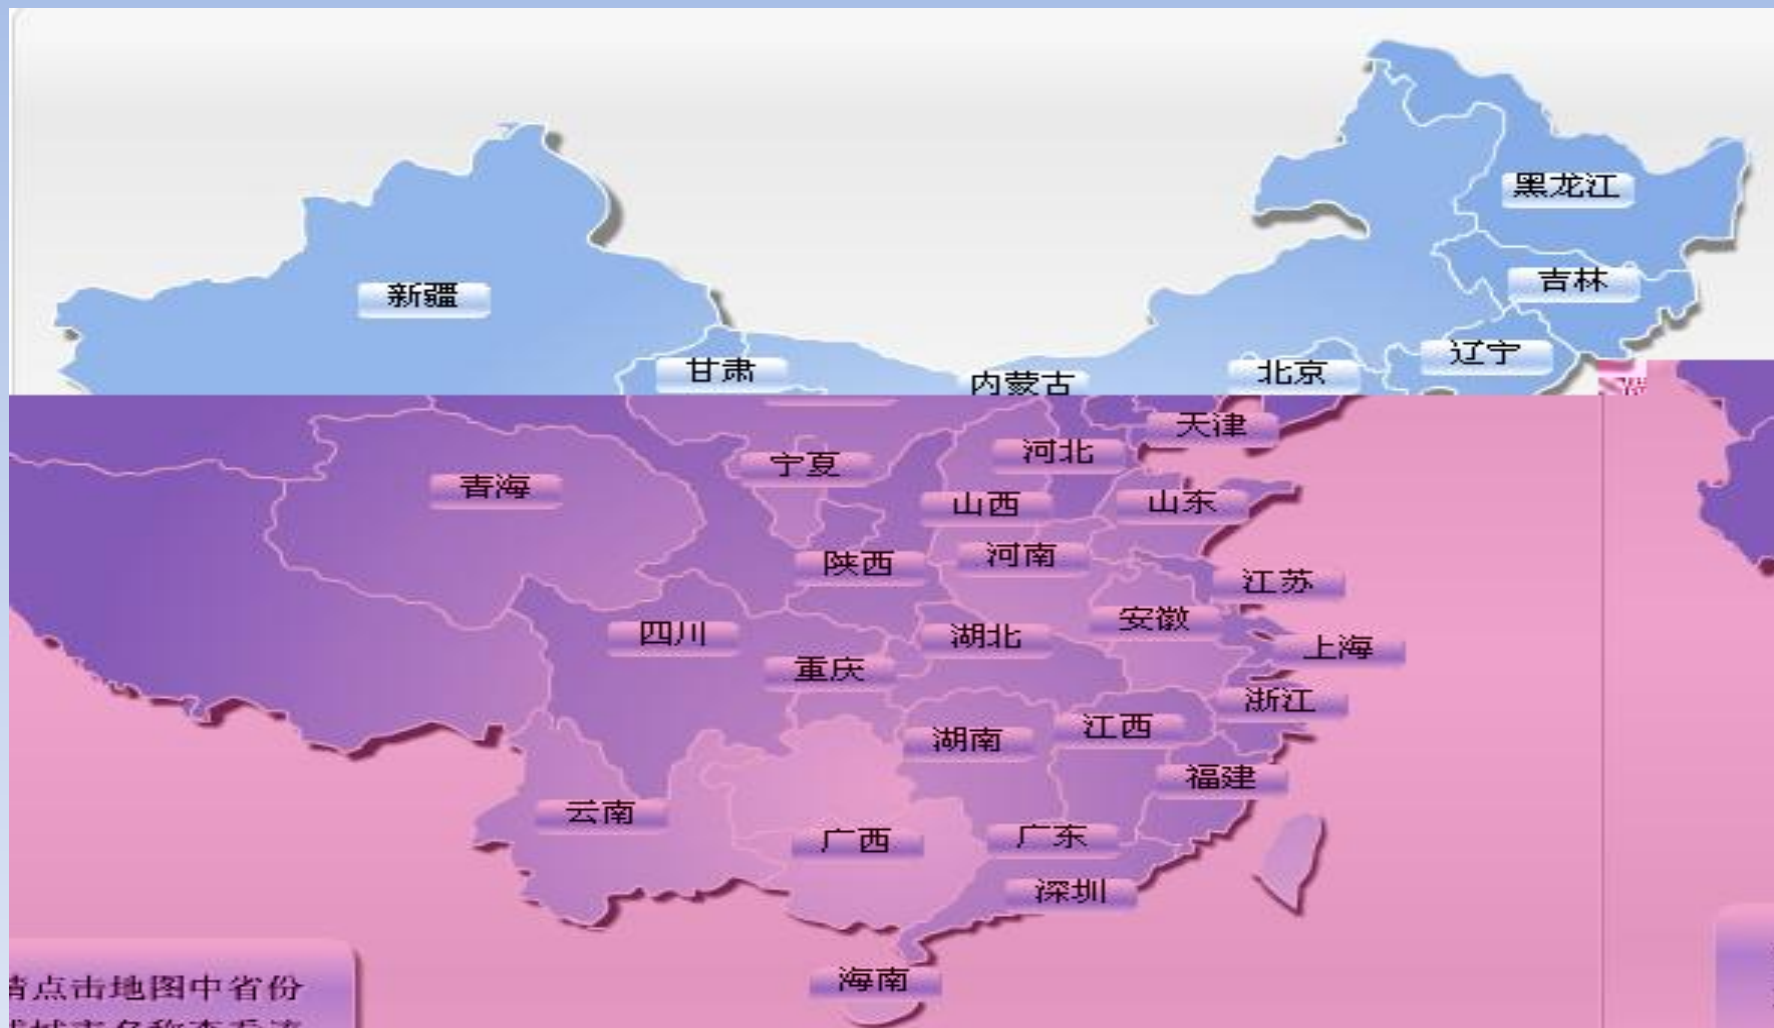 黑龙江
吉林
新疆
辽宁
甘肃
北京
内蒙古
天津
河北
宁夏
青海
山西
山东
河南
陕西
江苏
安徽
四川
湖北
上海
重庆
浙江
江西
湖南
福建
云南
广东
广西
深圳
海南
点击地图中省份